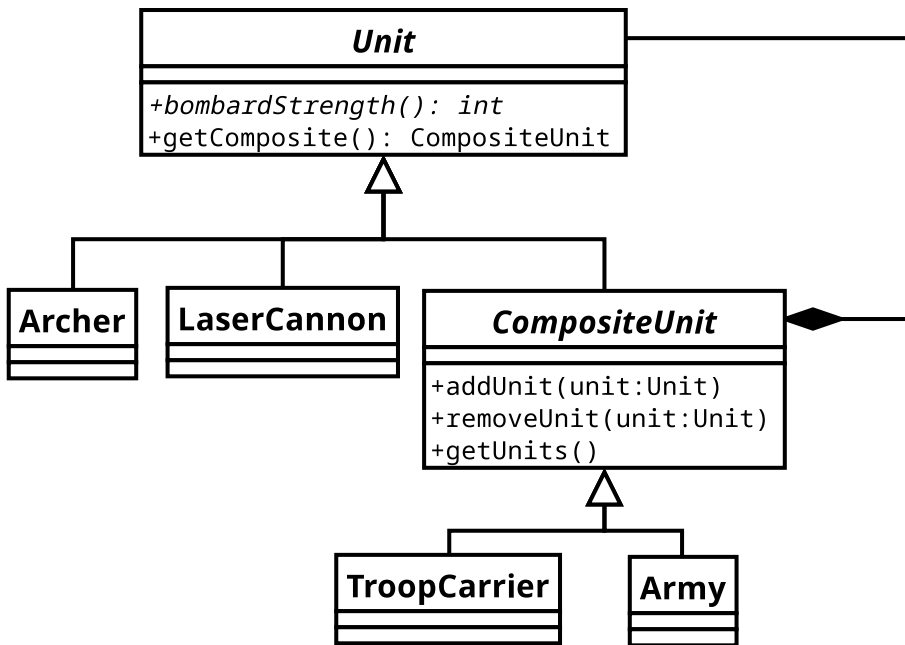 Unit
+bombardStrength(): int
+getComposite(): CompositeUnit
Archer
LaserCannon
CompositeUnit
+addUnit(unit:Unit)
+removeUnit(unit:Unit)
+getUnits()
TroopCarrier
Army